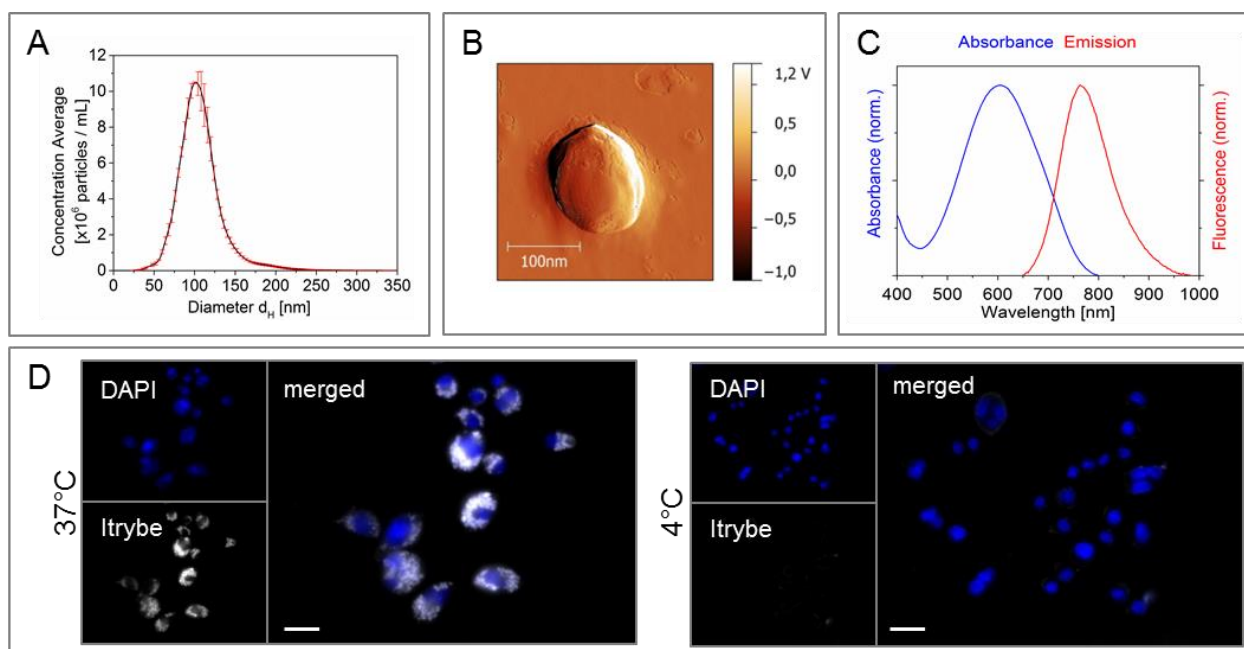 A
Concentration Average
[x10⁶ particles / mL]
12
10
8
6
4
2
0
0 50 100 150 200 250 300 350
Diameter d_H [nm]
B
1,2 V
0,5
0,0
−0,5
−1,0
100nm
C
Absorbance Emission
Absorbance (norm.)
Fluorescence (norm.)
400 500 600 700 800 900 1000
Wavelength [nm]
D
37°C
DAPI
merged
Itrybe
4°C
DAPI
merged
Itrybe